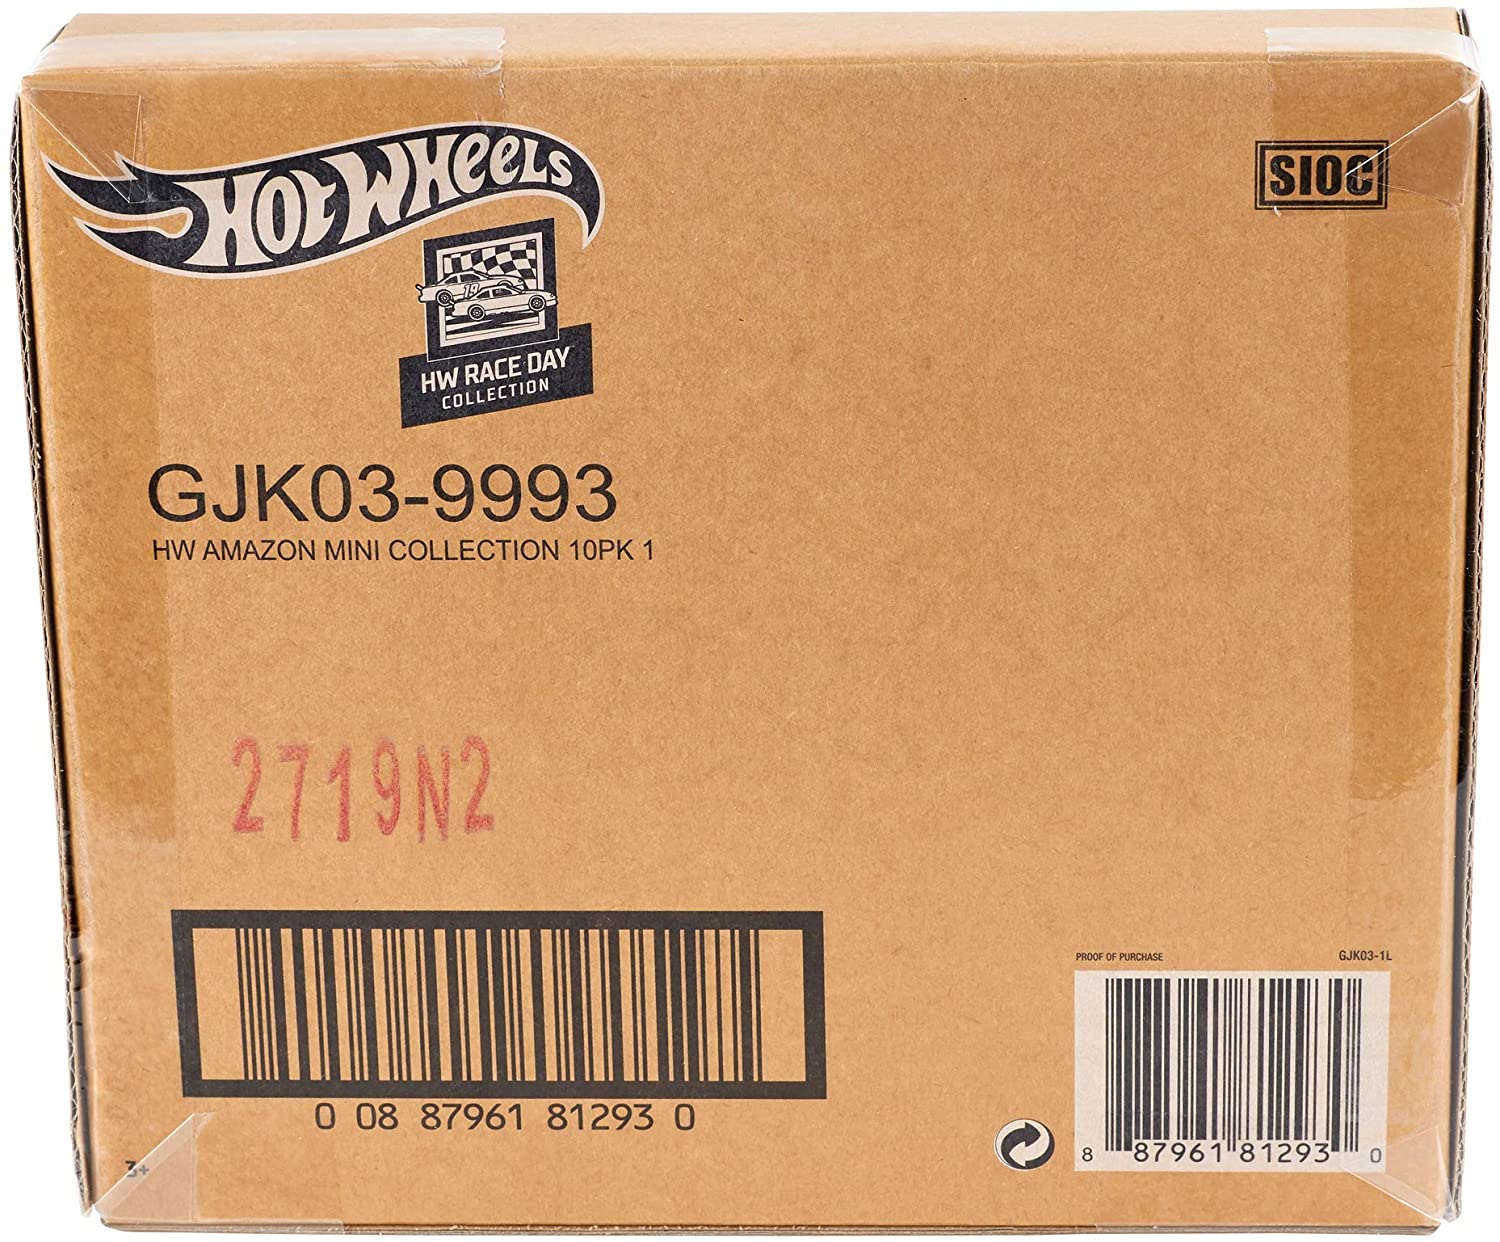 HOT WHEELS
SIOC
19
HW RACE DAY
COLLECTION
GJK03-9993
HW AMAZON MINI COLLECTION 10PK 1
2719N2
0 08 87961 81293 0
PROOF OF PURCHASE GJK03-1L
8 87961 81293 0
3+